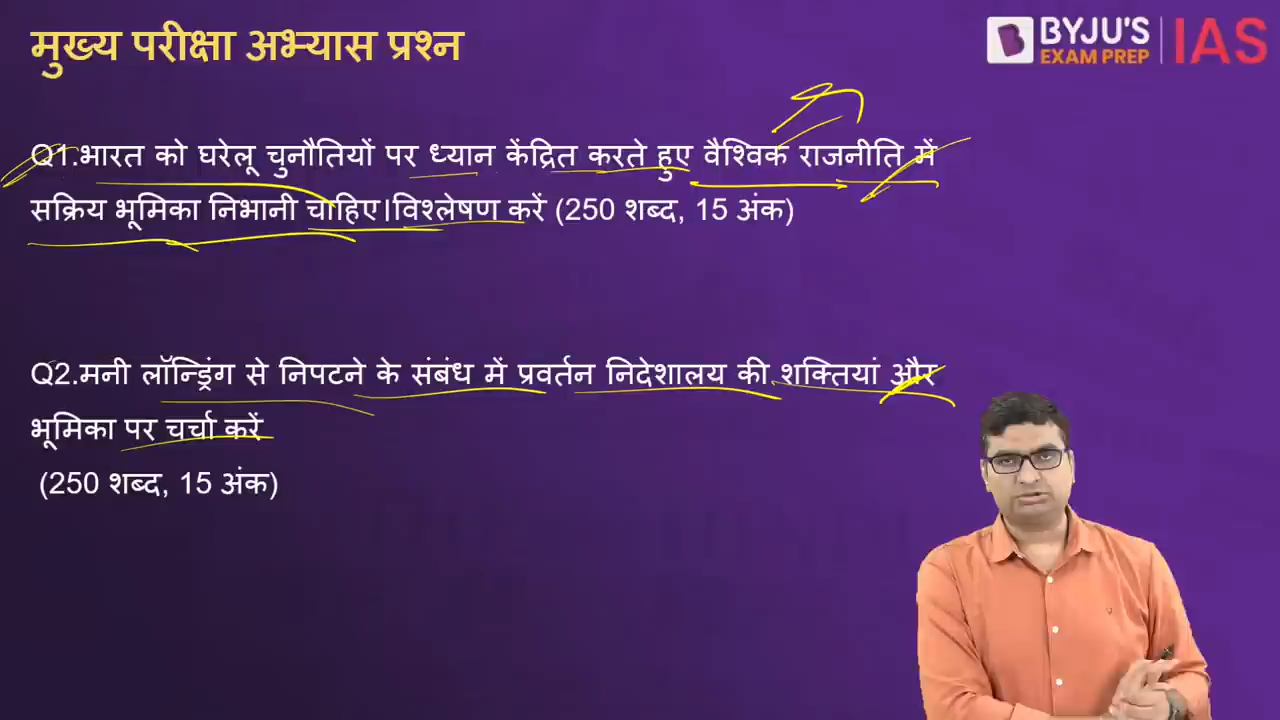 मुख्य परीक्षा अभ्यास प्रश्न
BYJU'S
EXAM PREP
IAS
Q1.भारत को घरेलू चुनौतियों पर ध्यान केंद्रित करते हुए वैश्विक राजनीति में
सक्रिय भूमिका निभानी चाहिए।विश्लेषण करें (250 शब्द, 15 अंक)
Q2.मनी लॉन्ड्रिंग से निपटने के संबंध में प्रवर्तन निदेशालय की शक्तियां और
भूमिका पर चर्चा करें
(250 शब्द, 15 अंक)